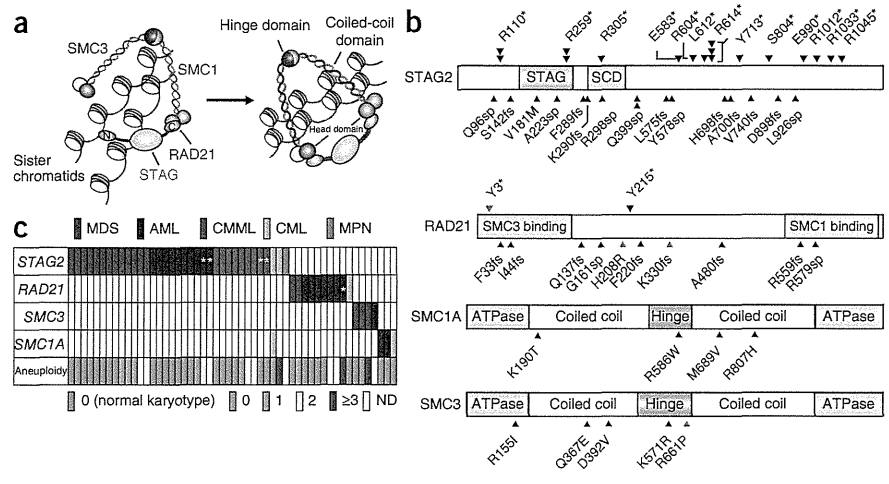 a
SMC3
SMC1
RAD21
STAG
Sister
chromatids
Hinge domain
Coiled-coil
domain
Head domain
b
R110*
R259*
R305*
E583*
R604*
L612*
R614*
Y713*
S804*
E990*
R1012*
R1033*
R1045*
STAG2
STAG
SCD
Q96sp
S142fs
V181M
A223sp
F289fs
K290fs
R298sp
Q399sp
L575fs
Y578sp
H698fs
A700fs
V740fs
D898fs
L926sp
Y3*
Y215*
RAD21
SMC3 binding
SMC1 binding
F33fs
I44fs
Q137fs
G161sp
H208R
F220fs
K330fs
A480fs
R559fs
R579sp
SMC1A
ATPase Coiled coil Hinge Coiled coil ATPase
K190T
R586W
M689V
R807H
SMC3
ATPase Coiled coil Hinge Coiled coil ATPase
R155I
Q367E
D392V
K571R
R661P
c
MDS AML CMML CML MPN
STAG2
**
**
RAD21
*
SMC3
SMC1A
Aneuploidy
0 (normal karyotype) 0 1 2 ≥3 ND